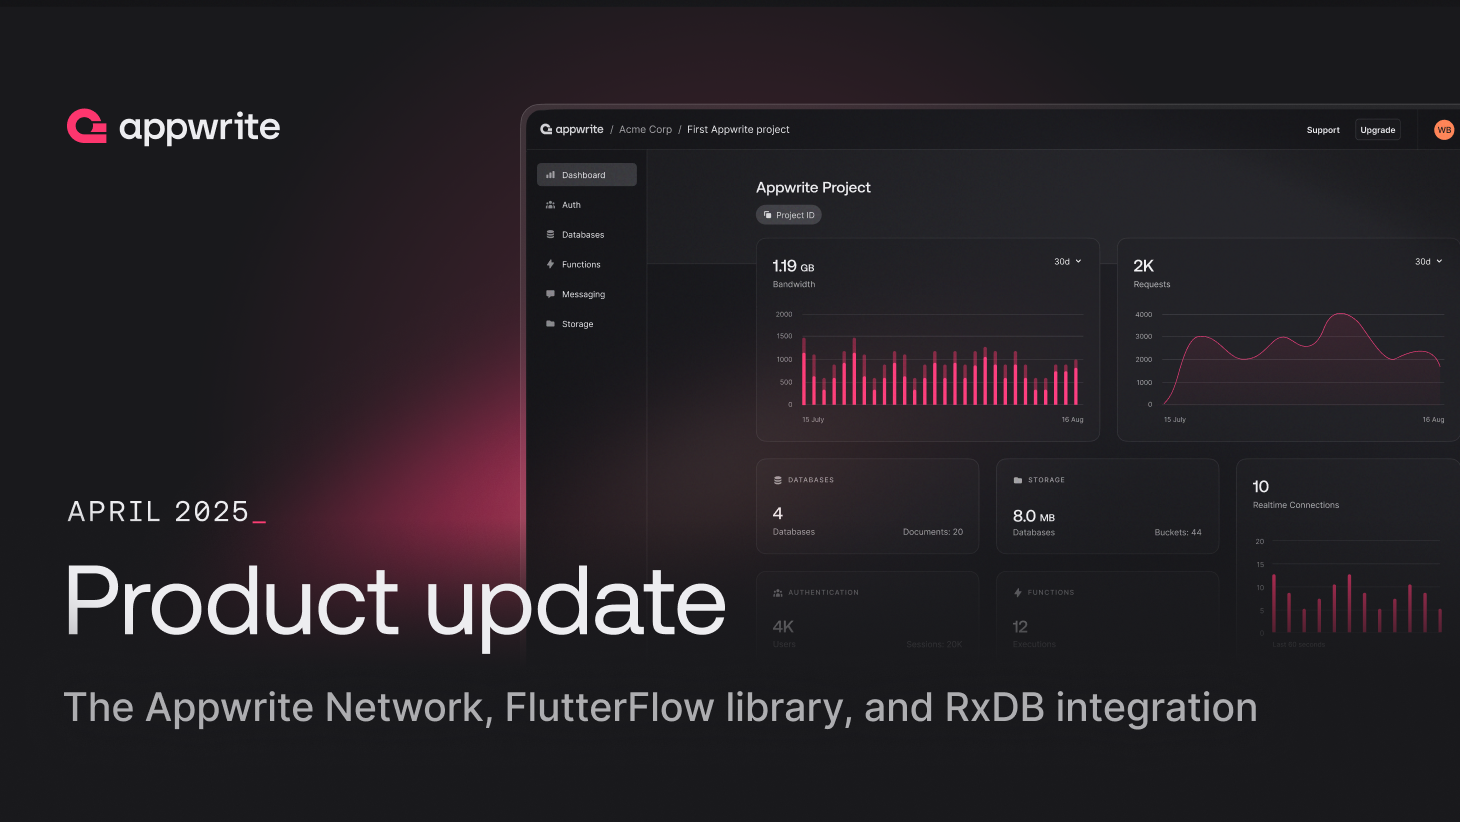 appwrite
APRIL 2025_
Product update
The Appwrite Network, FlutterFlow library, and RxDB integration
appwrite / Acme Corp / First Appwrite project
Support
Upgrade
WB
Dashboard
Auth
Databases
Functions
Messaging
Storage
Appwrite Project
Project ID
1.19 GB
30d
Bandwidth
2000
1500
1000
500
0
15 July
16 Aug
2K
30d
Requests
4000
3000
2000
1000
0
15 July
16 Aug
DATABASES
4
Databases
Documents: 20
STORAGE
8.0 MB
Databases
Buckets: 44
10
Realtime Connections
20
15
10
5
0
Last 60 seconds
AUTHENTICATION
4K
Users
Sessions: 20K
FUNCTIONS
12
Executions